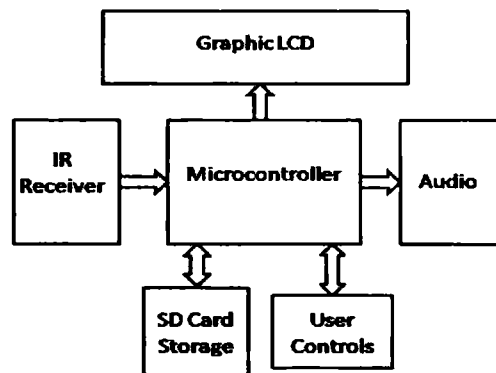 Graphic LCD
IR
Receiver
Microcontroller
Audio
SD Card
Storage
User
Controls